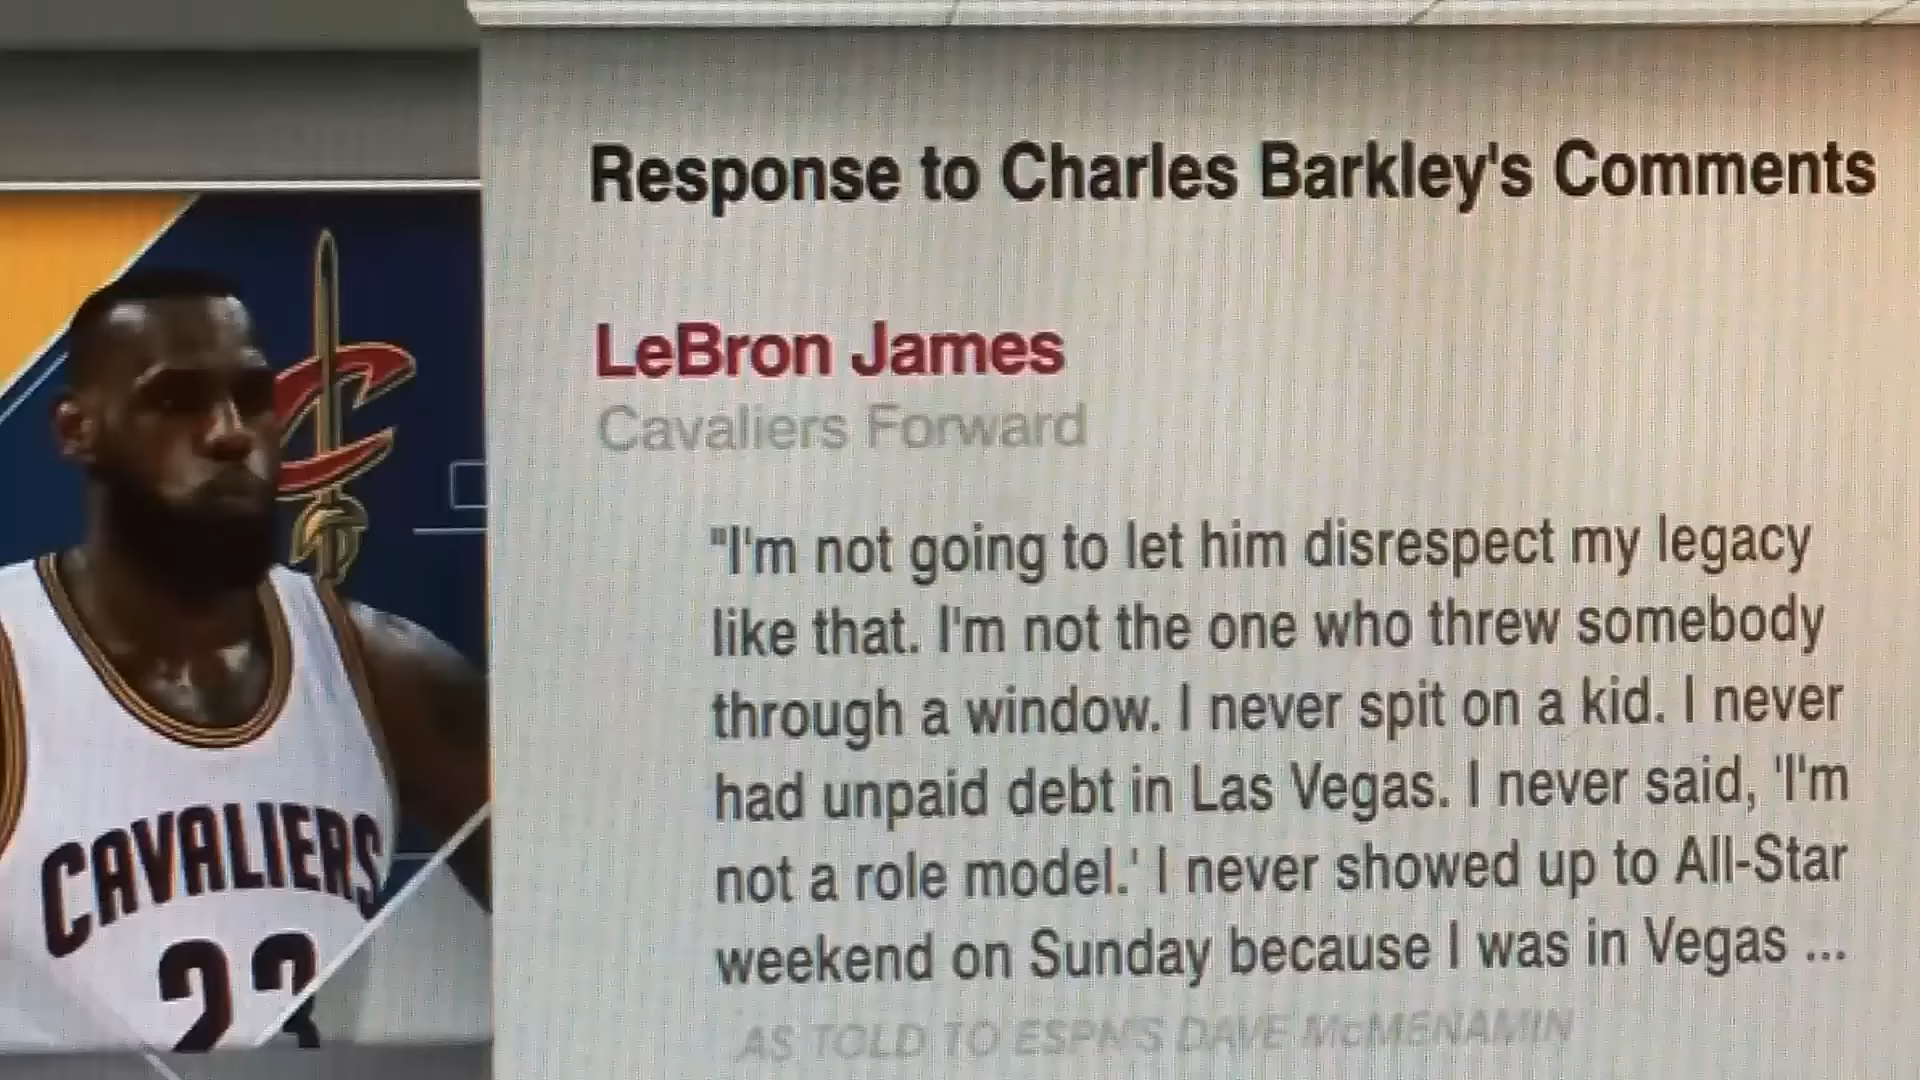 Response to Charles Barkley's Comments
LeBron James
Cavaliers Forward
"I'm not going to let him disrespect my legacy
like that. I'm not the one who threw somebody
through a window. I never spit on a kid. I never
had unpaid debt in Las Vegas. I never said, 'I'm
not a role model.' I never showed up to All-Star
weekend on Sunday because I was in Vegas ...
AS TOLD TO ESPN'S DAVE McMENAMIN
CAVALIERS
23